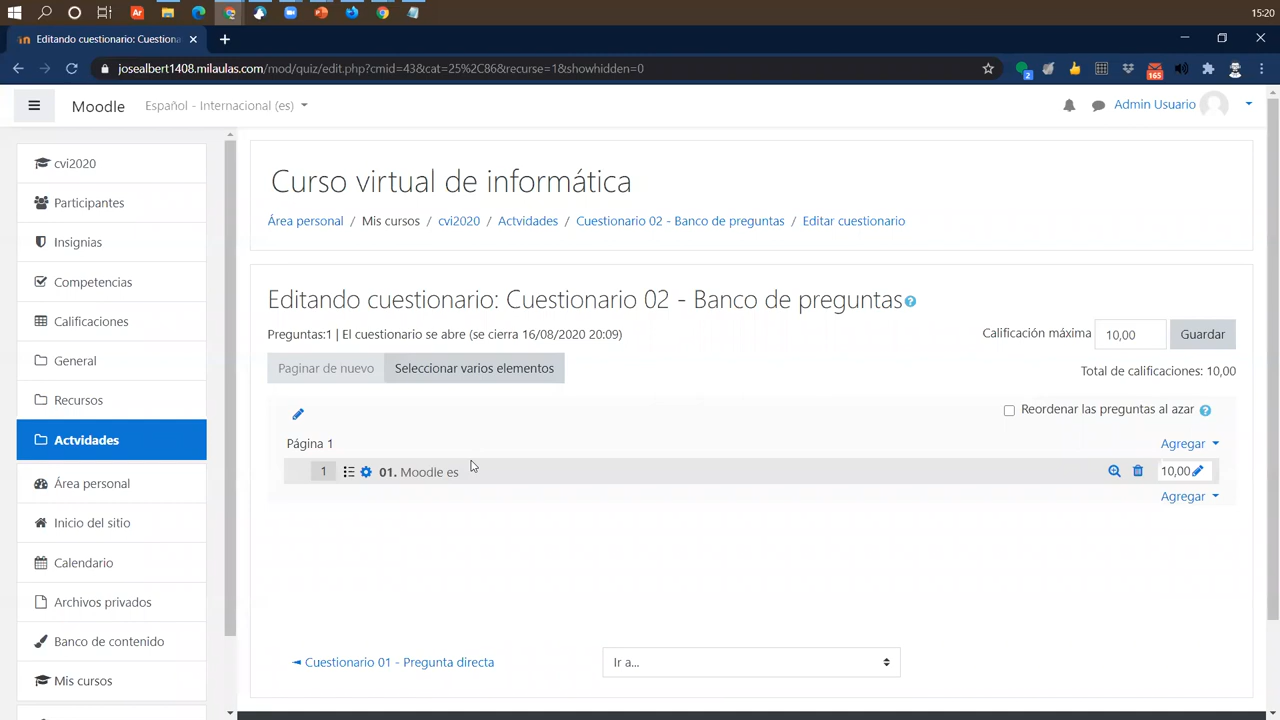 15:20
Editando cuestionario: Cuestiona
josealbert1408.milaulas.com/mod/quiz/edit.php?cmid=43&cat=25%2C86&recurse=1&showhidden=0
2
165
Moodle
Español - Internacional (es)
Admin Usuario
cvi2020
Participantes
Insignias
Competencias
Calificaciones
General
Recursos
Actvidades
Área personal
Inicio del sitio
Calendario
Archivos privados
Banco de contenido
Mis cursos
Curso virtual de informática
Área personal / Mis cursos / cvi2020 / Actvidades / Cuestionario 02 - Banco de preguntas / Editar cuestionario
Editando cuestionario: Cuestionario 02 - Banco de preguntas
Preguntas:1 | El cuestionario se abre (se cierra 16/08/2020 20:09)
Calificación máxima 10,00 Guardar
Paginar de nuevo Seleccionar varios elementos
Total de calificaciones: 10,00
Reordenar las preguntas al azar
Página 1
Agregar
1 01. Moodle es
10,00
Agregar
◄ Cuestionario 01 - Pregunta directa
Ir a...